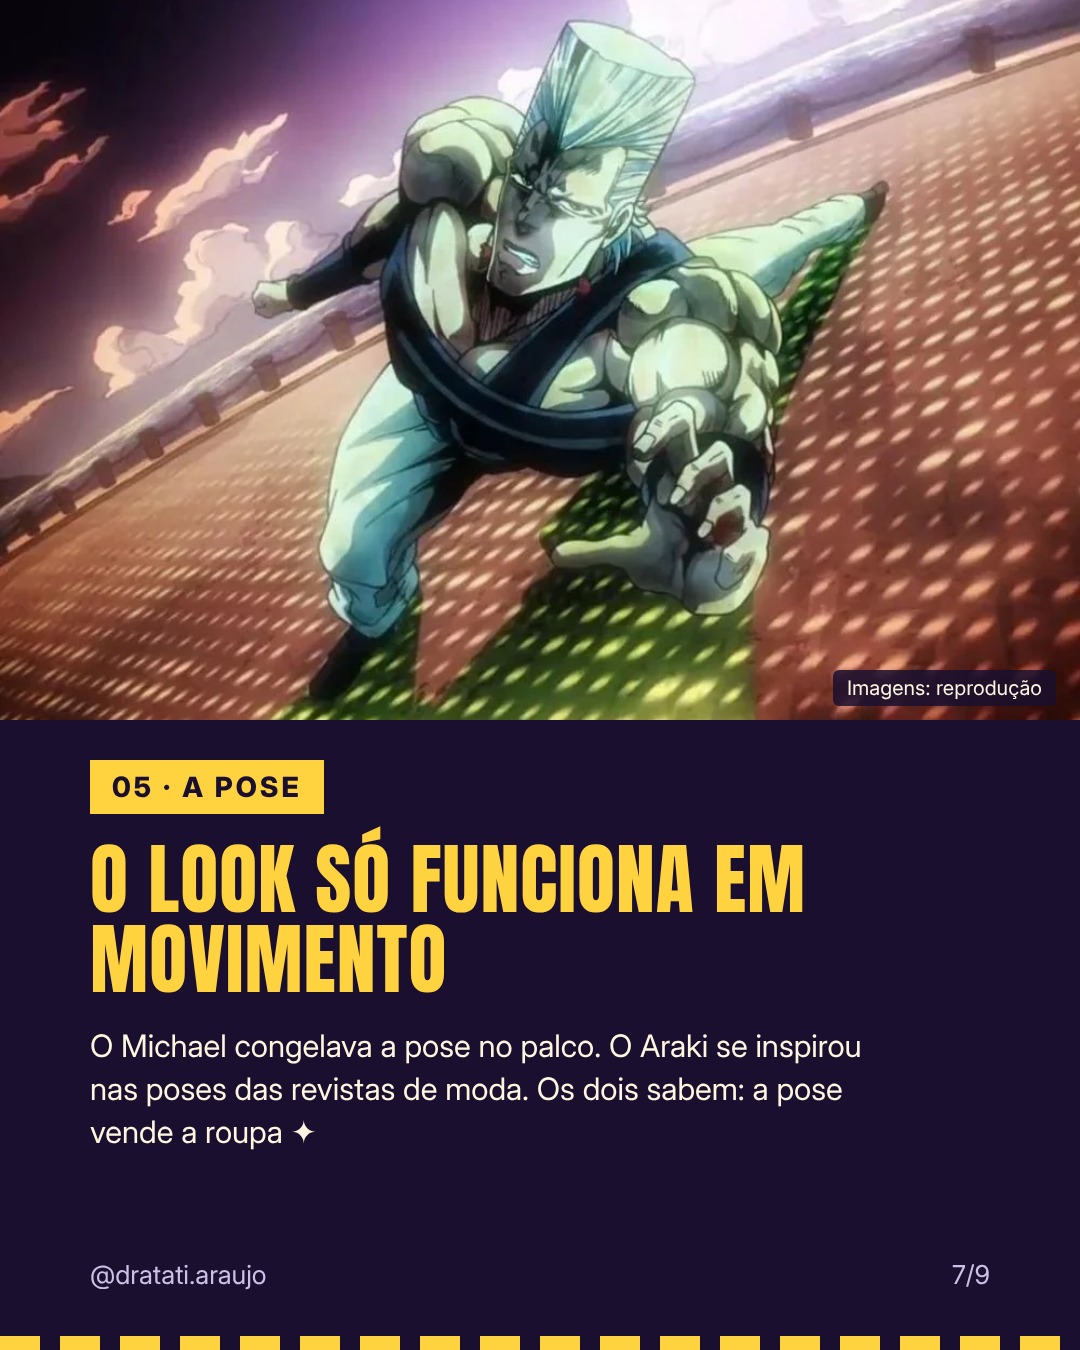 Imagens: reprodução
05 · A POSE
O LOOK SÓ FUNCIONA EM
MOVIMENTO
O Michael congelava a pose no palco. O Araki se inspirou
nas poses das revistas de moda. Os dois sabem: a pose
vende a roupa ✦
@dratati.araujo
7/9